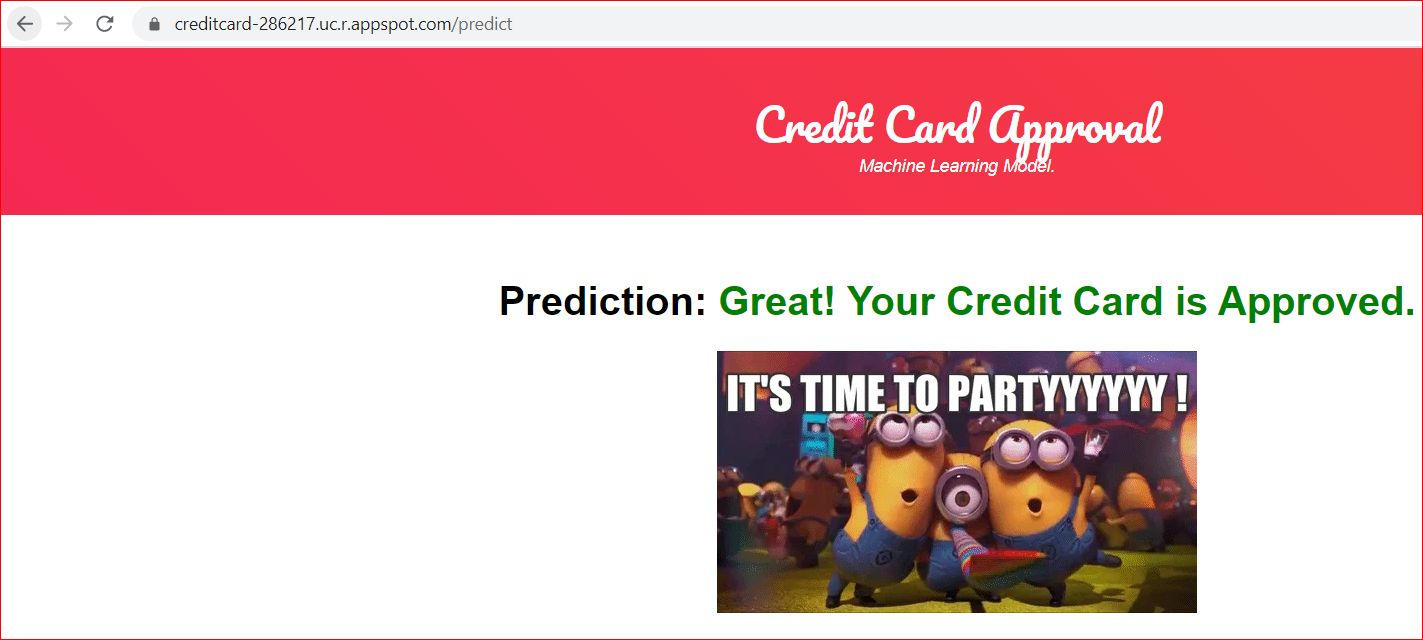 creditcard-286217.uc.r.appspot.com/predict
Credit Card Approval
Machine Learning Model.
Prediction: Great! Your Credit Card is Approved.
IT'S TIME TO PARTYYYYYY !